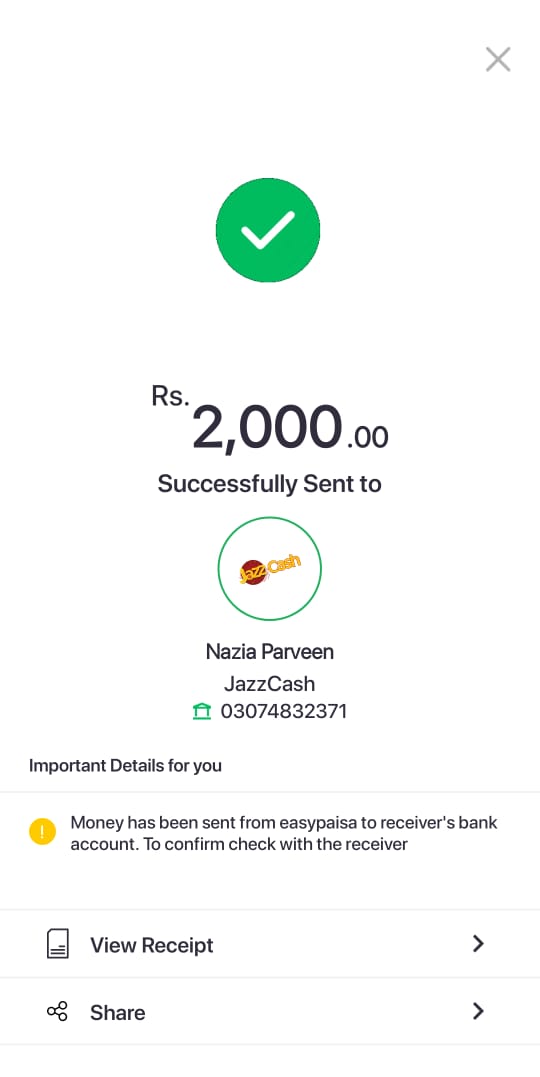 Rs.
2,000.00
Successfully Sent to
JazzCash
Nazia Parveen
JazzCash
03074832371
Important Details for you
! Money has been sent from easypaisa to receiver's bank
account. To confirm check with the receiver
View Receipt
Share